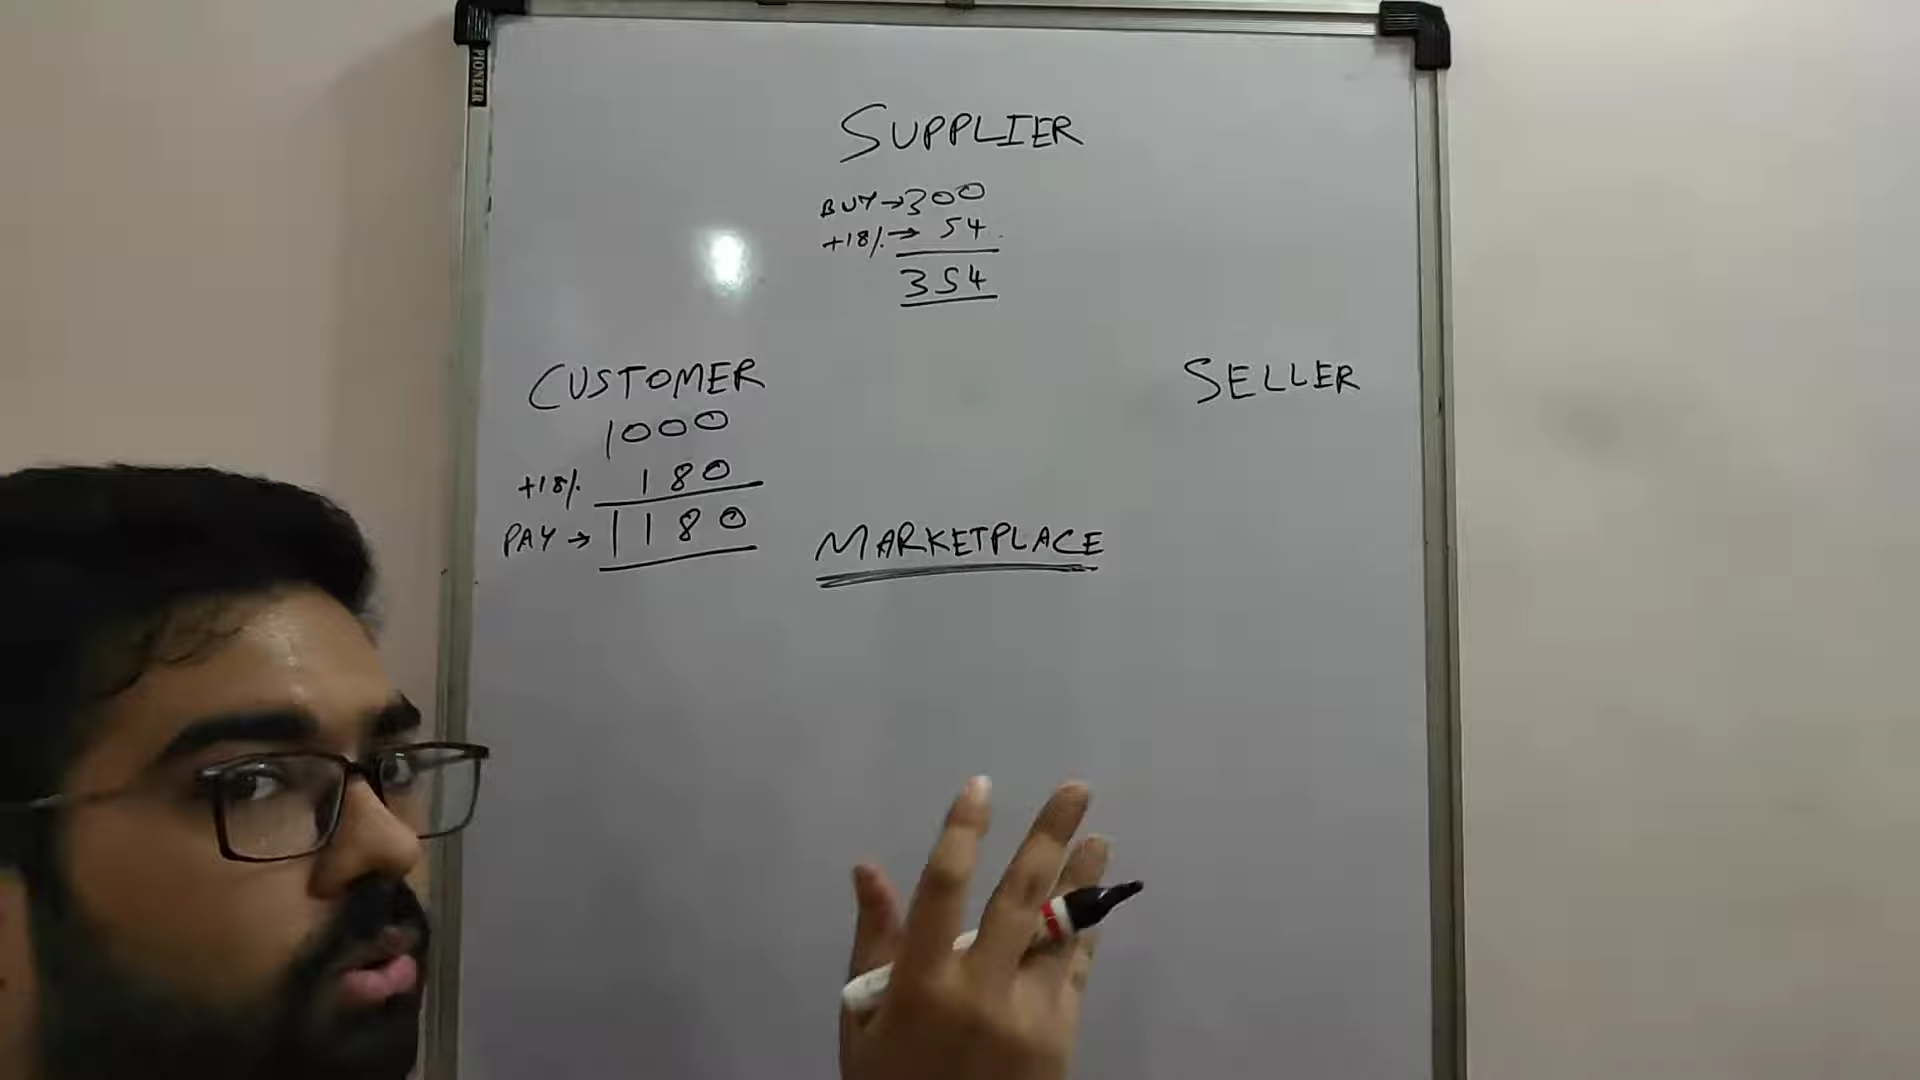 PIONEER
SUPPLIER
BUY → 300
+18% → 54
354
CUSTOMER
1000
+18% 180
PAY → 1180
SELLER
MARKETPLACE